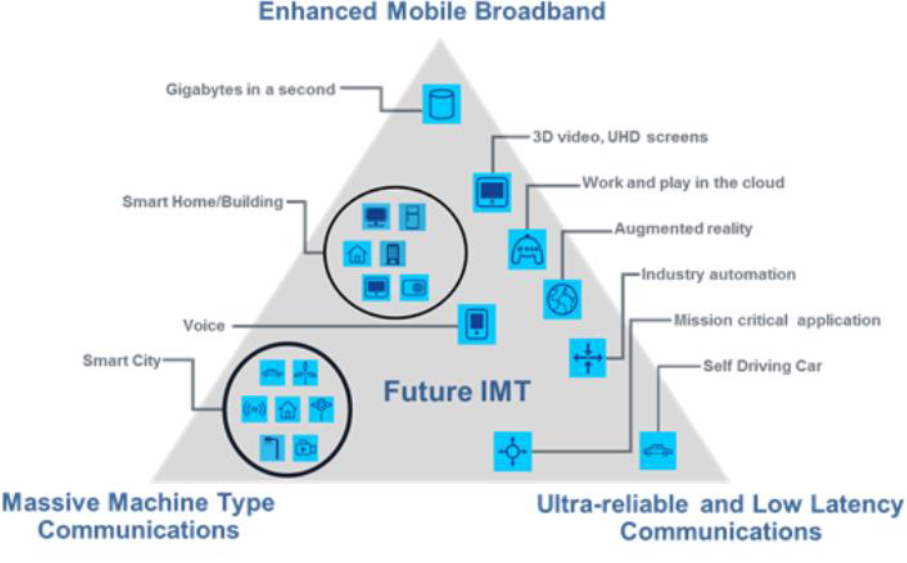 Enhanced Mobile Broadband
Gigabytes in a second
3D video, UHD screens
Work and play in the cloud
Smart Home/Building
Augmented reality
Industry automation
Mission critical application
Voice
Smart City
Self Driving Car
Future IMT
Massive Machine Type
Communications
Ultra-reliable and Low Latency
Communications